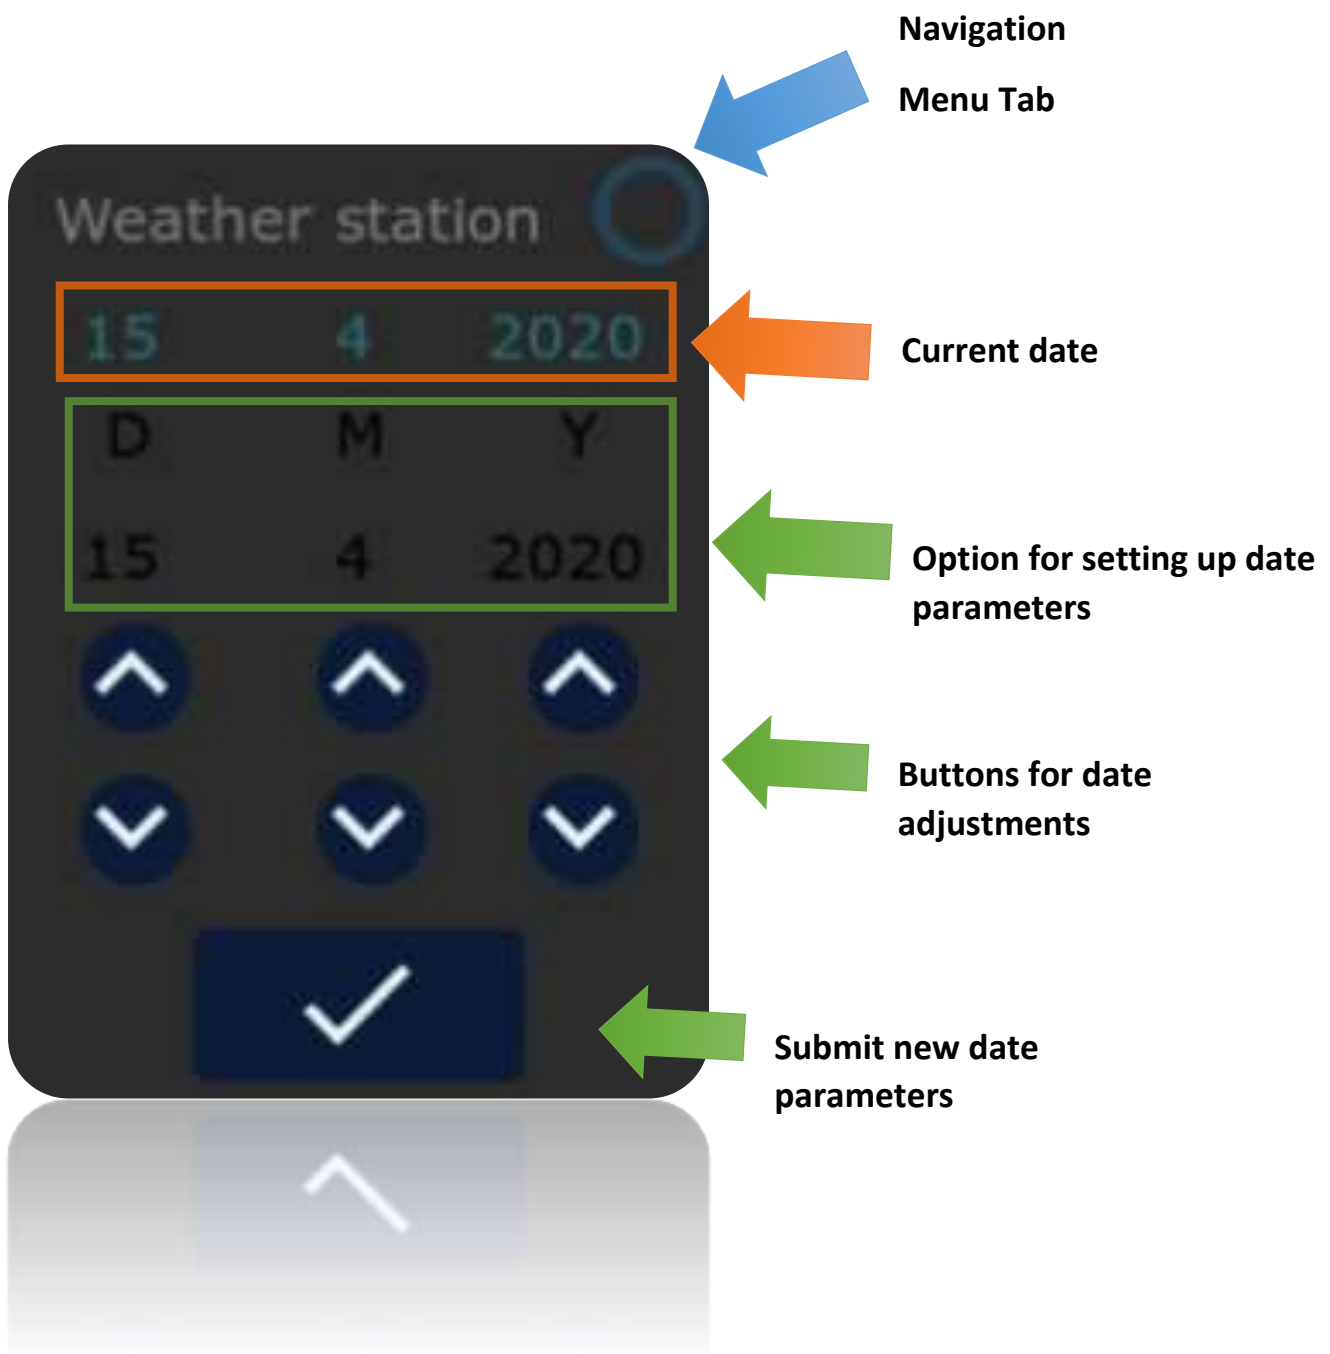 Navigation
Menu Tab
Weather station
15 4 2020
Current date
D M Y
15 4 2020
Option for setting up date
parameters
Buttons for date
adjustments
Submit new date
parameters